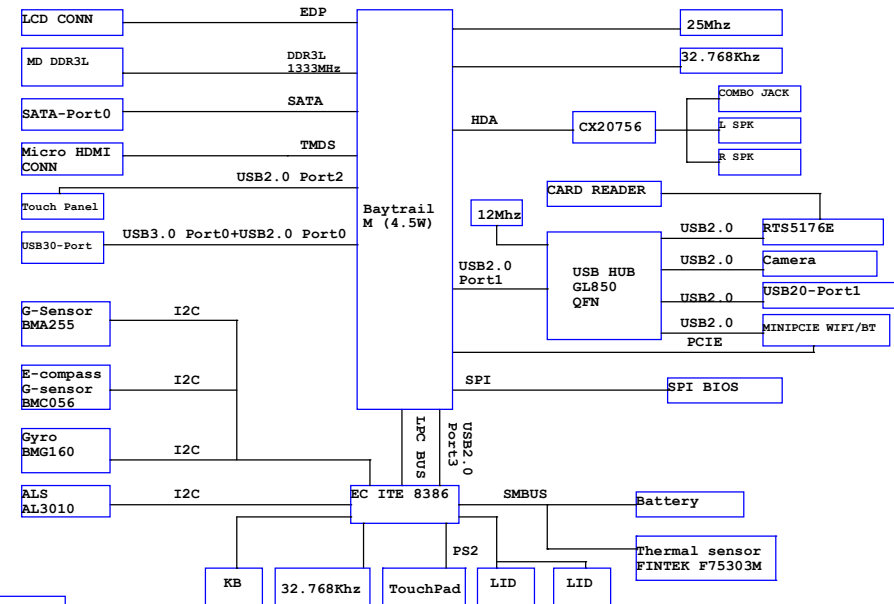 LCD CONN
EDP
25Mhz
MD DDR3L
DDR3L
1333MHz
32.768Khz
SATA-Port0
SATA
HDA
CX20756
COMBO JACK
L SPK
R SPK
Micro HDMI
CONN
TMDS
USB2.0 Port2
Touch Panel
Baytrail
M (4.5W)
CARD READER
12Mhz
USB30-Port
USB3.0 Port0+USB2.0 Port0
USB2.0
RTS5176E
USB2.0
Port1
USB HUB
GL850
QFN
USB2.0
Camera
USB2.0
USB20-Port1
USB2.0
MINIPCIE WIFI/BT
PCIE
G-Sensor
BMA255
I2C
E-compass
G-sensor
BMC056
I2C
SPI
SPI BIOS
Gyro
BMG160
I2C
LPC BUS
USB2.0
Port3
ALS
AL3010
I2C
EC ITE 8386
SMBUS
Battery
Thermal sensor
FINTEK F75303M
PS2
KB
32.768Khz
TouchPad
LID
LID